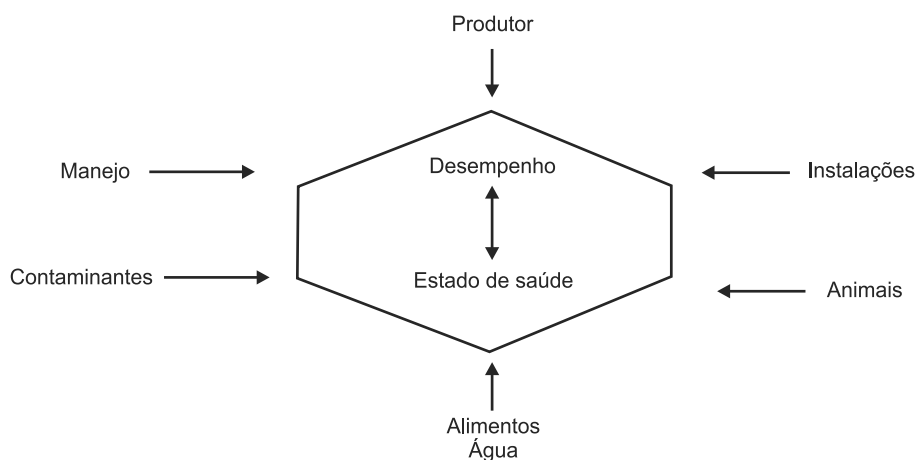 Produtor
Manejo
Desempenho
Instalações
Contaminantes
Estado de saúde
Animais
Alimentos
Água